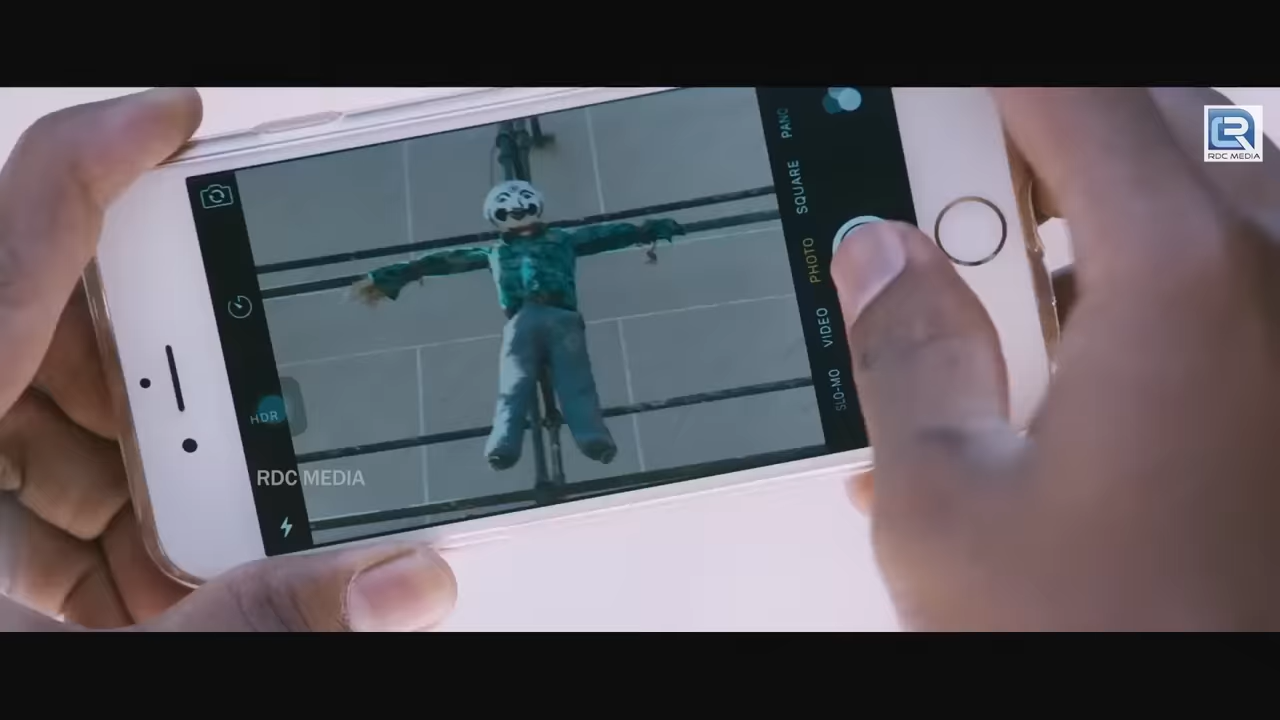 RDC MEDIA
PANO
SQUARE
PHOTO
VIDEO
SLO-MO
HDR
RDC MEDIA